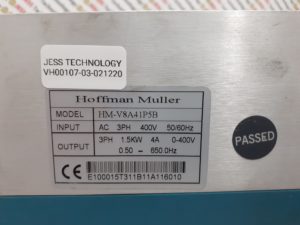 JESS TECHNOLOGY
VH00107-03-021220
Hoffman Muller
MODEL HM-V8A41P5B
INPUT AC 3PH 400V 50/60Hz
OUTPUT 3PH 1.5KW 4A 0-400V
0.50 ~ 650.0Hz
CE E100015T311B11A116010
PASSED